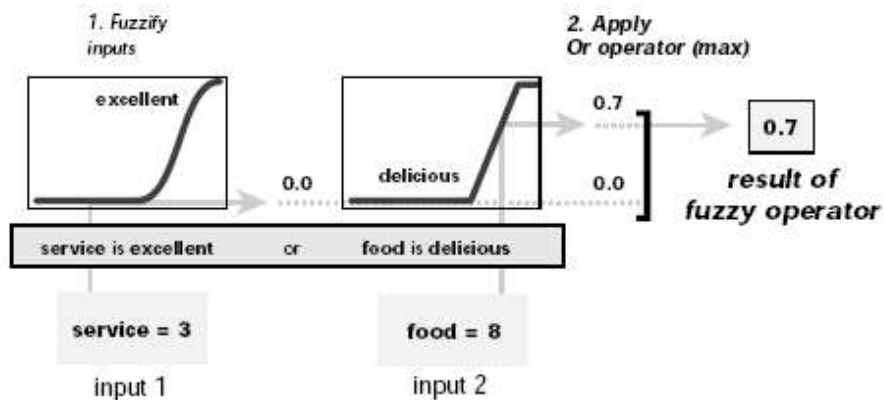 1. Fuzzify
inputs
2. Apply
Or operator (max)
excellent
0.0
delicious
0.7
0.0
0.7
result of
fuzzy operator
service is excellent or food is delicious
service = 3
food = 8
input 1
input 2